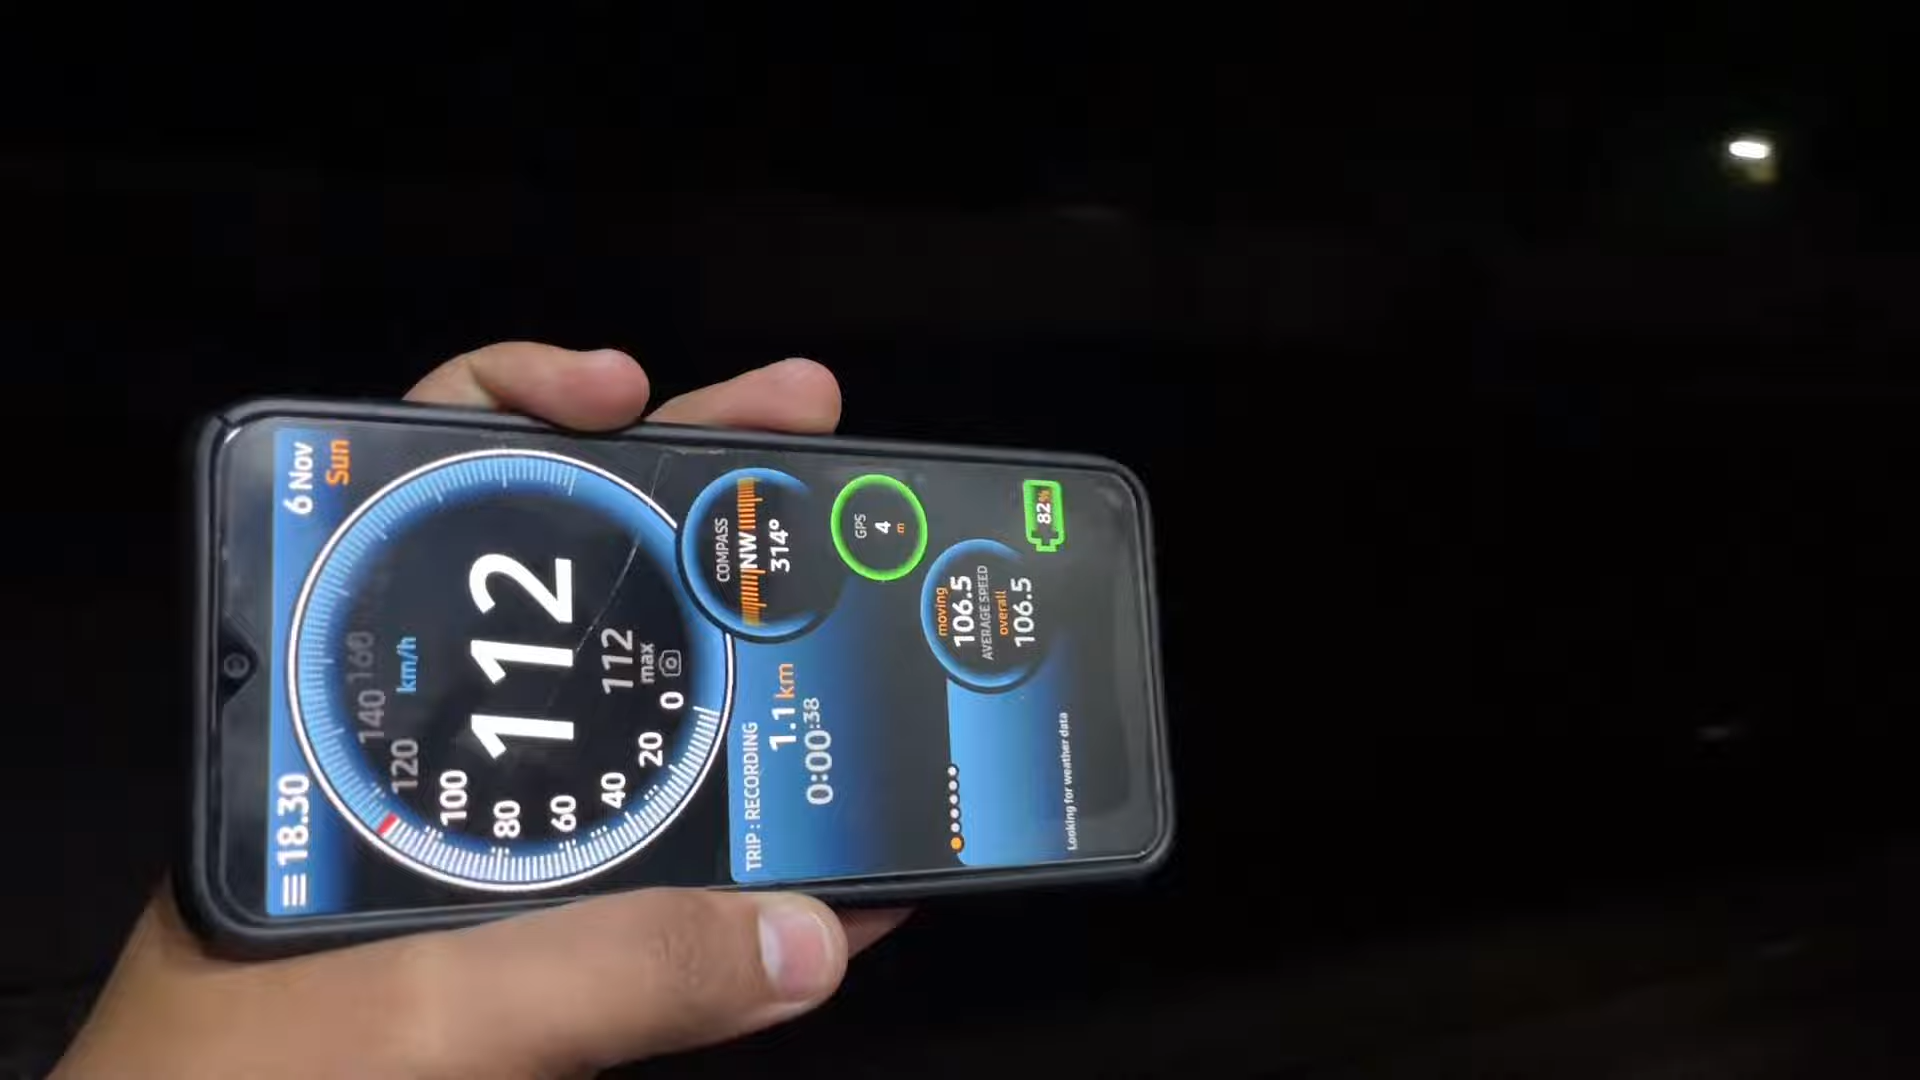 18.30
6 Nov
Sun
km/h
112
112
max
0
20
40
60
80
100
120
140
160
COMPASS
NW
314°
TRIP : RECORDING
1.1 km
0:00:38
GPS
4
m
moving
106.5
AVERAGE SPEED
overall
106.5
82%
Looking for weather data